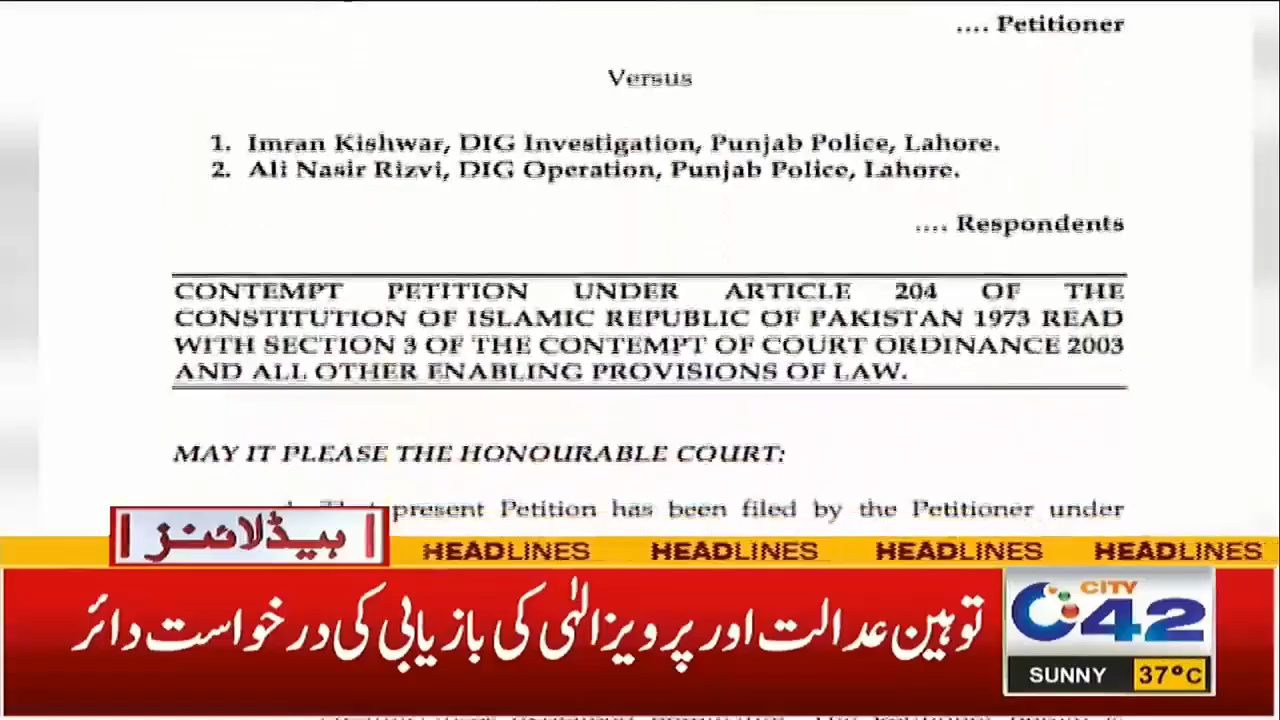 .... Petitioner
Versus
1. Imran Kishwar, DIG Investigation, Punjab Police, Lahore.
2. Ali Nasir Rizvi, DIG Operation, Punjab Police, Lahore.
.... Respondents
CONTEMPT PETITION UNDER ARTICLE 204 OF THE
CONSTITUTION OF ISLAMIC REPUBLIC OF PAKISTAN 1973 READ
WITH SECTION 3 OF THE CONTEMPT OF COURT ORDINANCE 2003
AND ALL OTHER ENABLING PROVISIONS OF LAW.
MAY IT PLEASE THE HONOURABLE COURT:
present Petition has been filed by the Petitioner under
ہیڈلائنز
HEADLINES HEADLINES HEADLINES HEADLINES
توہین عدالت اور پرویزالٰہی کی بازیابی کی درخواست دائر
CITY
42
SUNNY 37°C